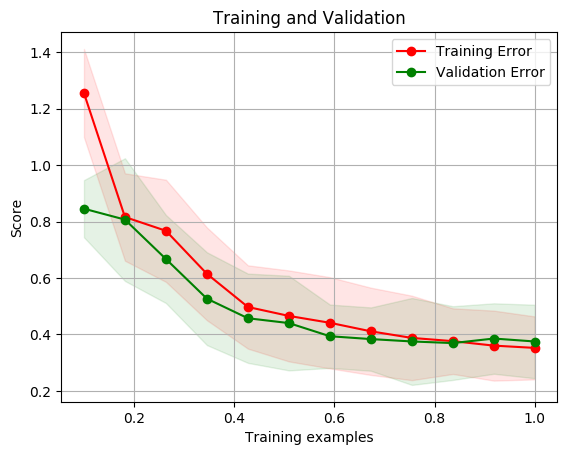 Training and Validation
Training Error
Validation Error
1.4
1.2
1.0
0.8
0.6
0.4
0.2
Score
0.2
0.4
0.6
0.8
1.0
Training examples